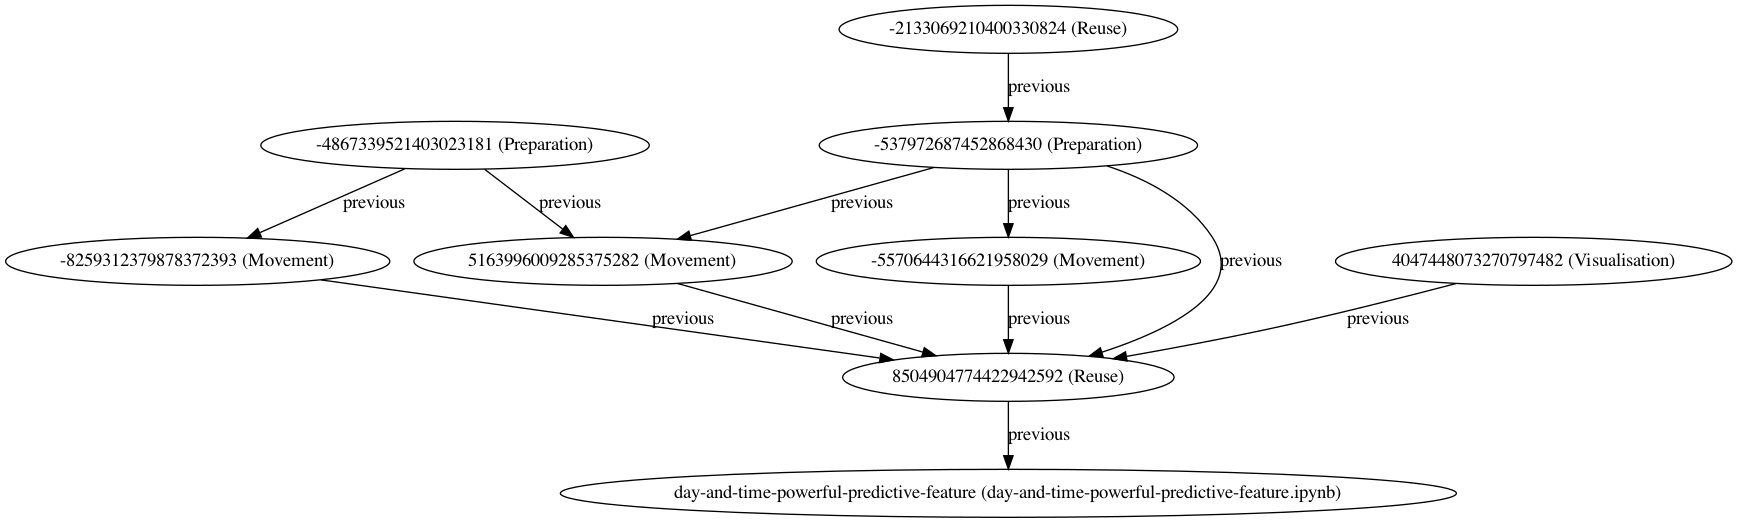 -2133069210400330824 (Reuse)
previous
-4867339521403023181 (Preparation)
-537972687452868430 (Preparation)
previous
previous
previous
previous
-8259312379878372393 (Movement)
5163996009285375282 (Movement)
-5570644316621958029 (Movement)
previous
4047448073270797482 (Visualisation)
previous
previous
previous
previous
8504904774422942592 (Reuse)
previous
day-and-time-powerful-predictive-feature (day-and-time-powerful-predictive-feature.ipynb)